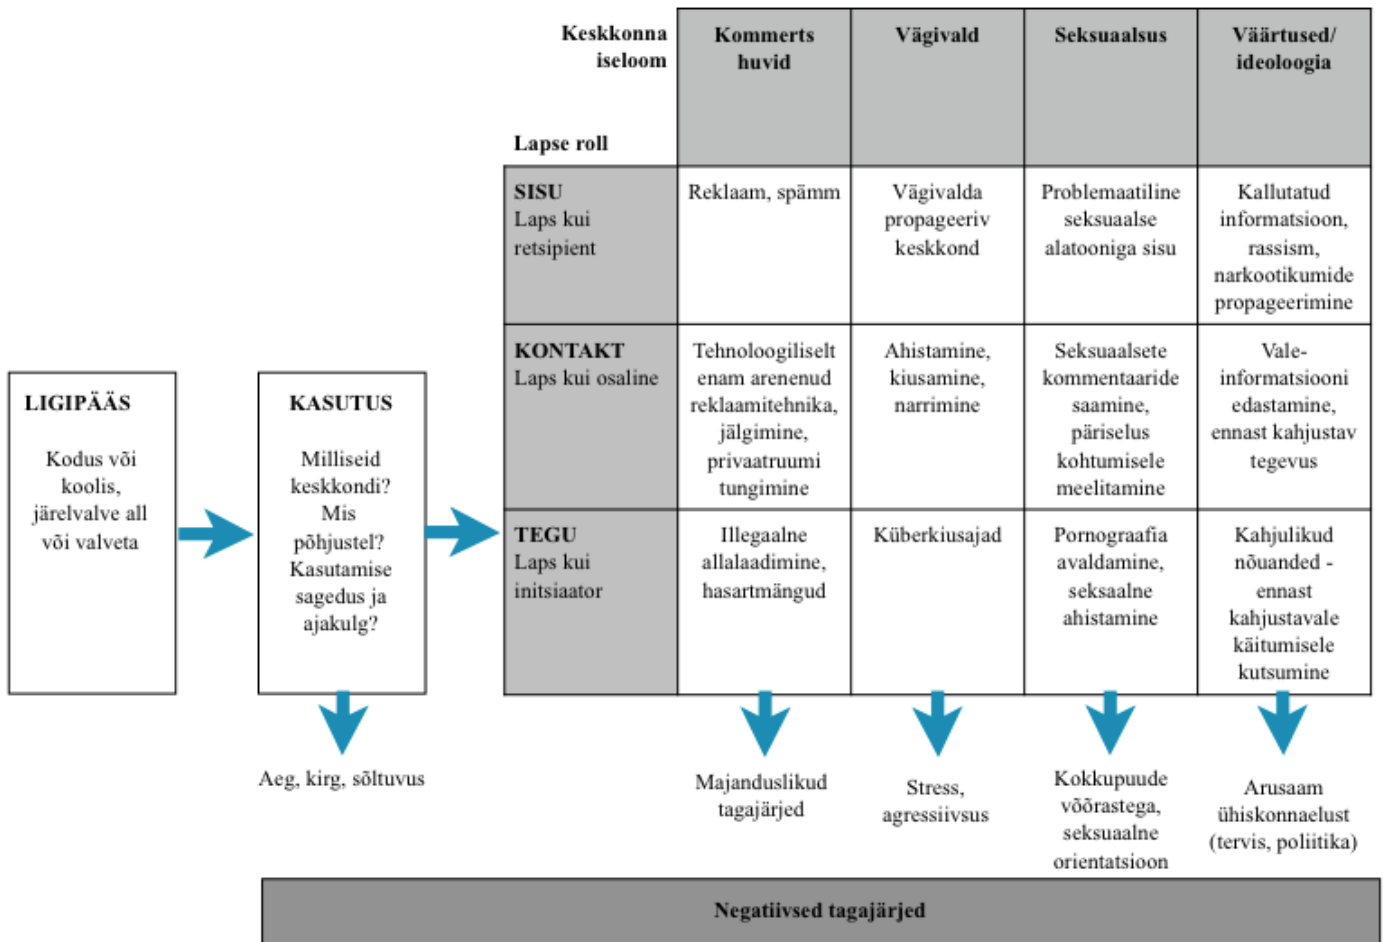 Keskkonna
iseloom
Lapse roll
Kommerts
huvid
Vägivald
Seksuaalsus
Väärtused/
ideoloogia
SISU
Laps kui
retsipient
Reklaam, spämm
Vägivalda
propageeriv
keskkond
Problemaatiline
seksuaalse
alatooniga sisu
Kallutatud
informatsioon,
rassism,
narkootikumide
propageerimine
LIGIPÄÄS
Kodus või
koolis,
järelvalve all
või valveta
KASUTUS
Milliseid
keskkondi?
Mis
põhjustel?
Kasutamise
sagedus ja
ajakulg?
KONTAKT
Laps kui osaline
Tehnoloogiliselt
enam arenenud
reklaamitehnika,
jälgimine,
privaatruumi
tungimine
Ahistamine,
kiusamine,
narrimine
Seksuaalsete
kommentaaride
saamine,
päriselus
kohtumisele
meelitamine
Vale-
informatsiooni
edastamine,
ennast kahjustav
tegevus
TEGU
Laps kui
initsiaator
Illegaalne
allalaadimine,
hasartmängud
Küberkiusajad
Pornograafia
avaldamine,
seksaalne
ahistamine
Kahjulikud
nõuanded -
ennast
kahjustavale
käitumisele
kutsumine
Aeg, kirg, sõltuvus
Majanduslikud
tagajärjed
Stress,
agressiivsus
Kokkupuude
võõrastega,
seksuaalne
orientatsioon
Arusaam
ühiskonnaelust
(tervis, poliitika)
Negatiivsed tagajärjed